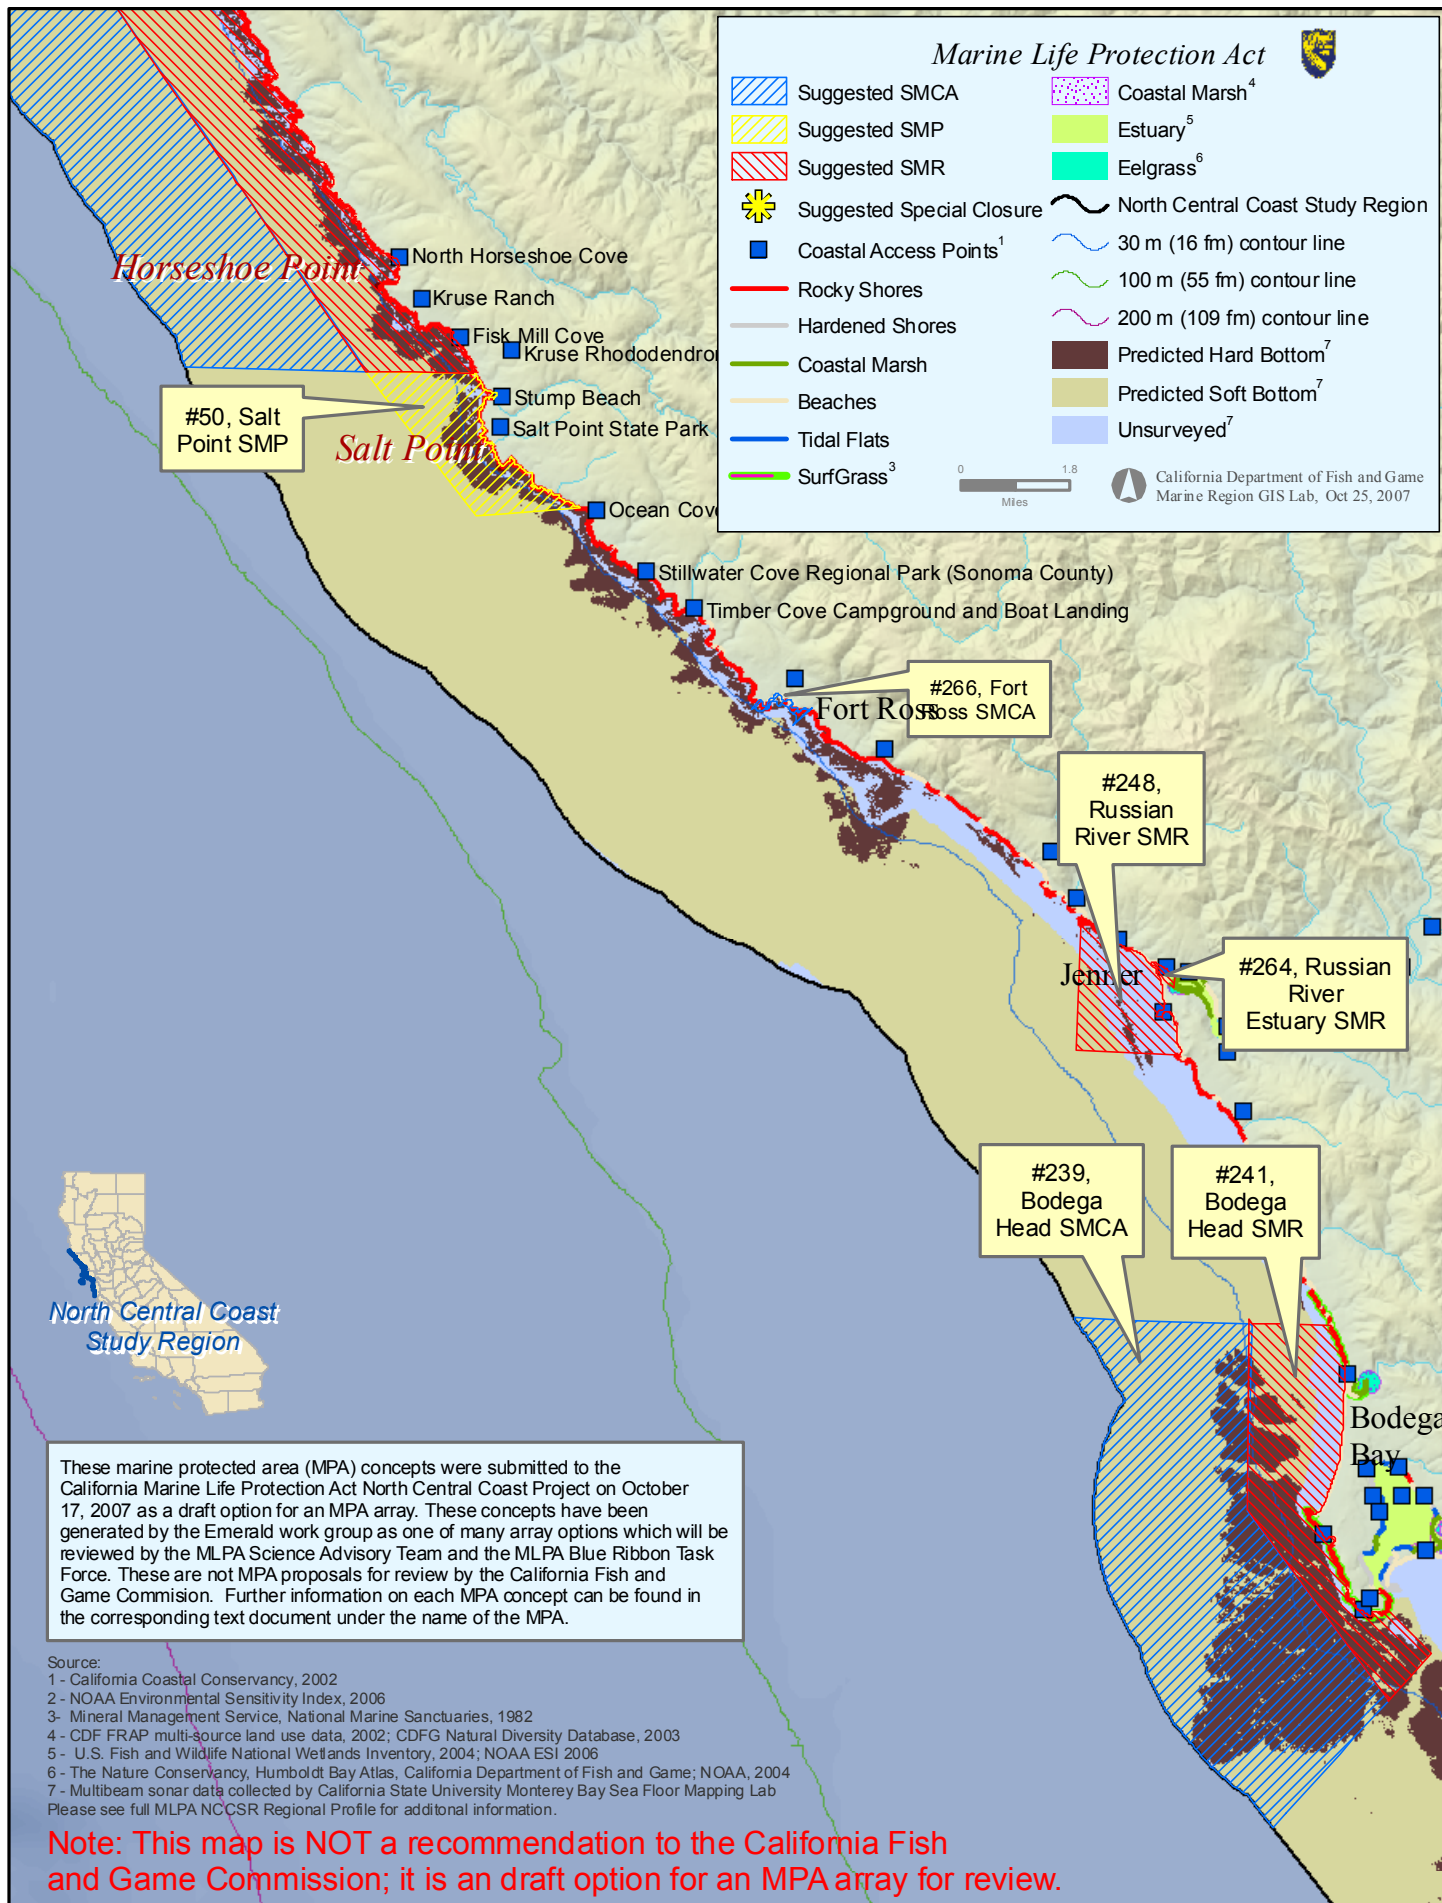 Marine Life Protection Act
Suggested SMCA
Suggested SMP
Suggested SMR
Suggested Special Closure
Coastal Access Points1
Rocky Shores
Hardened Shores
Coastal Marsh
Beaches
Tidal Flats
SurfGrass3
Coastal Marsh4
Estuary5
Eelgrass6
North Central Coast Study Region
30 m (16 fm) contour line
100 m (55 fm) contour line
200 m (109 fm) contour line
Predicted Hard Bottom7
Predicted Soft Bottom7
Unsurveyed7
0 1.8
Miles
California Department of Fish and Game
Marine Region GIS Lab, Oct 25, 2007
Horseshoe Point
North Horseshoe Cove
Kruse Ranch
Fisk Mill Cove
Kruse Rhododendron
Stump Beach
Salt Point State Park
#50, Salt
Point SMP
Salt Point
Ocean Cove
Stillwater Cove Regional Park (Sonoma County)
Timber Cove Campground and Boat Landing
Fort Ross
#266, Fort
Ross SMCA
#248,
Russian
River SMR
Jenner
#264, Russian
River
Estuary SMR
#239,
Bodega
Head SMCA
#241,
Bodega
Head SMR
Bodega
Bay
North Central Coast
Study Region
These marine protected area (MPA) concepts were submitted to the
California Marine Life Protection Act North Central Coast Project on October
17, 2007 as a draft option for an MPA array. These concepts have been
generated by the Emerald work group as one of many array options which will be
reviewed by the MLPA Science Advisory Team and the MLPA Blue Ribbon Task
Force. These are not MPA proposals for review by the California Fish and
Game Commision. Further information on each MPA concept can be found in
the corresponding text document under the name of the MPA.
Source:
1 - California Coastal Conservancy, 2002
2 - NOAA Environmental Sensitivity Index, 2006
3- Mineral Management Service, National Marine Sanctuaries, 1982
4 - CDF FRAP multi-source land use data, 2002; CDFG Natural Diversity Database, 2003
5 - U.S. Fish and Wildlife National Wetlands Inventory, 2004; NOAA ESI 2006
6 - The Nature Conservancy, Humboldt Bay Atlas, California Department of Fish and Game; NOAA, 2004
7 - Multibeam sonar data collected by California State University Monterey Bay Sea Floor Mapping Lab
Please see full MLPA NCCSR Regional Profile for additonal information.
Note: This map is NOT a recommendation to the California Fish
and Game Commission; it is an draft option for an MPA array for review.